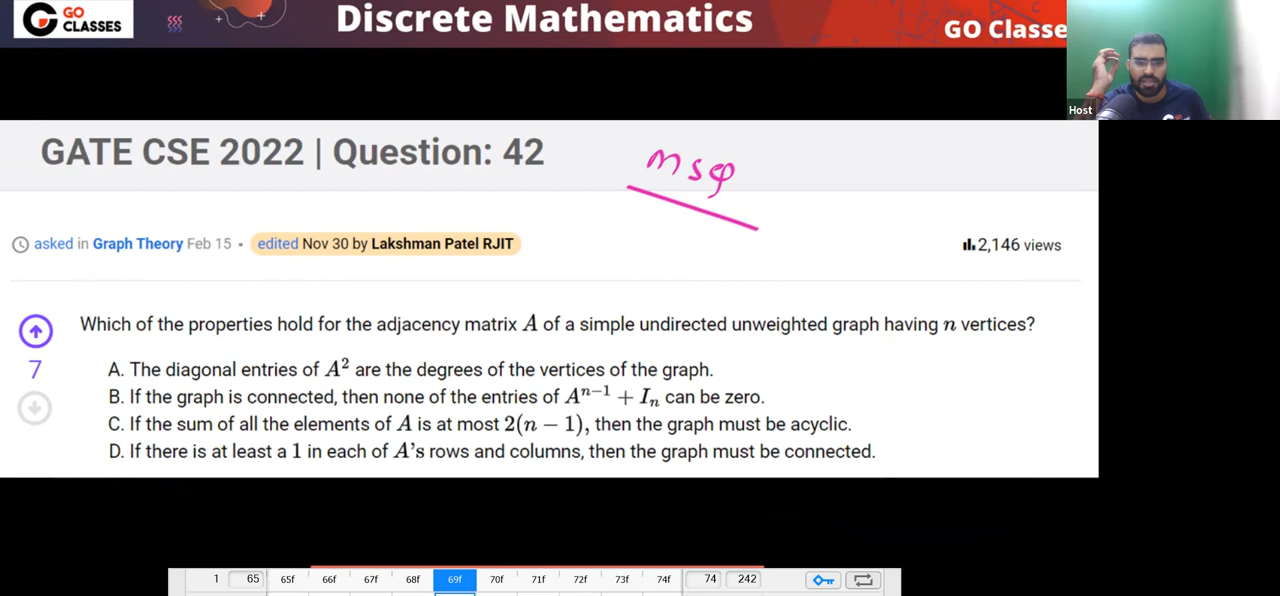 GO CLASSES
Discrete Mathematics
GO Classe
Host
GATE CSE 2022 | Question: 42
MSQ
asked in Graph Theory Feb 15 • edited Nov 30 by Lakshman Patel RJIT
2,146 views
7
Which of the properties hold for the adjacency matrix A of a simple undirected unweighted graph having n vertices?
A. The diagonal entries of A² are the degrees of the vertices of the graph.
B. If the graph is connected, then none of the entries of Aⁿ⁻¹ + Iₙ can be zero.
C. If the sum of all the elements of A is at most 2(n − 1), then the graph must be acyclic.
D. If there is at least a 1 in each of A's rows and columns, then the graph must be connected.
1 65 65f 66f 67f 68f 69f 70f 71f 72f 73f 74f 74 242